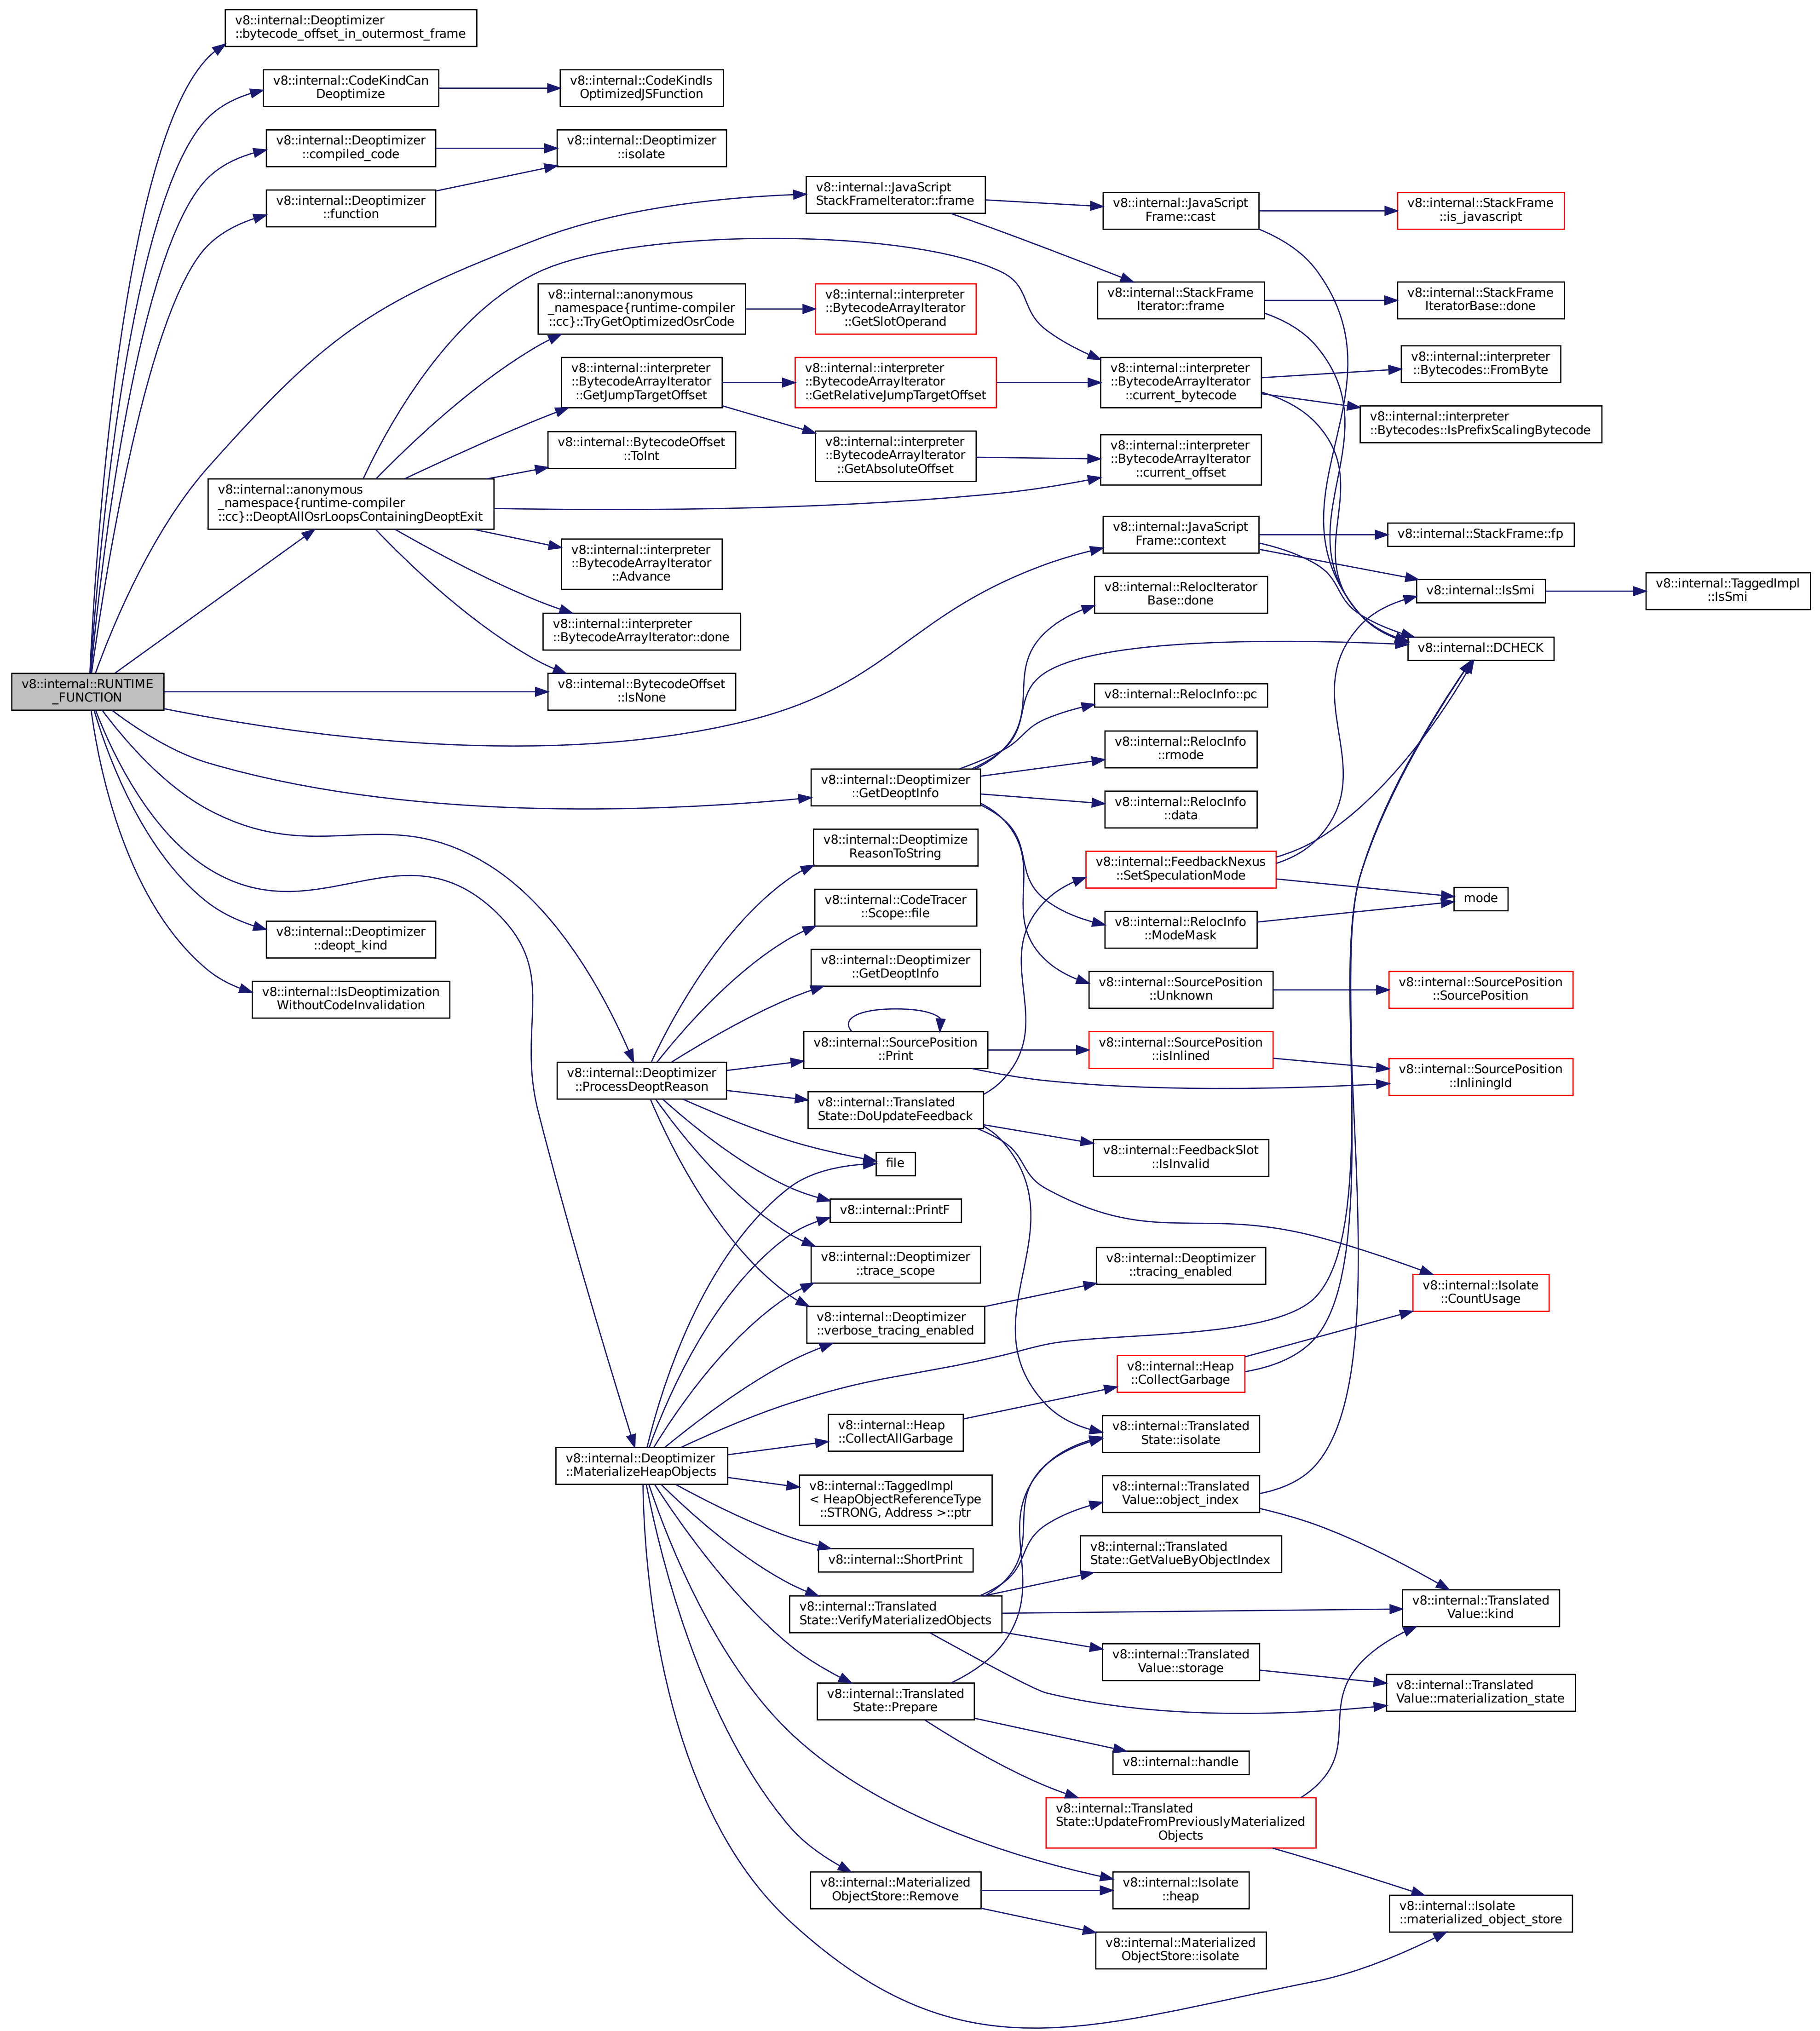 v8::internal::Deoptimizer
::bytecode_offset_in_outermost_frame
v8::internal::CodeKindCan
Deoptimize
v8::internal::CodeKindIs
OptimizedJSFunction
v8::internal::Deoptimizer
::compiled_code
v8::internal::Deoptimizer
::isolate
v8::internal::Deoptimizer
::function
v8::internal::JavaScript
StackFrameIterator::frame
v8::internal::JavaScript
Frame::cast
v8::internal::StackFrame
::is_javascript
v8::internal::StackFrame
Iterator::frame
v8::internal::StackFrame
IteratorBase::done
v8::internal::anonymous
_namespace{runtime-compiler
::cc}::TryGetOptimizedOsrCode
v8::internal::interpreter
::BytecodeArrayIterator
::GetSlotOperand
v8::internal::interpreter
::BytecodeArrayIterator
::GetJumpTargetOffset
v8::internal::interpreter
::BytecodeArrayIterator
::GetRelativeJumpTargetOffset
v8::internal::interpreter
::BytecodeArrayIterator
::current_bytecode
v8::internal::interpreter
::Bytecodes::FromByte
v8::internal::interpreter
::Bytecodes::IsPrefixScalingBytecode
v8::internal::BytecodeOffset
::ToInt
v8::internal::interpreter
::BytecodeArrayIterator
::GetAbsoluteOffset
v8::internal::interpreter
::BytecodeArrayIterator
::current_offset
v8::internal::anonymous
_namespace{runtime-compiler
::cc}::DeoptAllOsrLoopsContainingDeoptExit
v8::internal::JavaScript
Frame::context
v8::internal::StackFrame::fp
v8::internal::interpreter
::BytecodeArrayIterator
::Advance
v8::internal::RelocIterator
Base::done
v8::internal::IsSmi
v8::internal::TaggedImpl
::IsSmi
v8::internal::interpreter
::BytecodeArrayIterator::done
v8::internal::DCHECK
v8::internal::RUNTIME
_FUNCTION
v8::internal::BytecodeOffset
::IsNone
v8::internal::RelocInfo::pc
v8::internal::RelocInfo
::rmode
v8::internal::Deoptimizer
::GetDeoptInfo
v8::internal::RelocInfo
::data
v8::internal::Deoptimize
ReasonToString
v8::internal::FeedbackNexus
::SetSpeculationMode
mode
v8::internal::CodeTracer
::Scope::file
v8::internal::RelocInfo
::ModeMask
v8::internal::Deoptimizer
::deopt_kind
v8::internal::Deoptimizer
::GetDeoptInfo
v8::internal::IsDeoptimization
WithoutCodeInvalidation
v8::internal::SourcePosition
::Unknown
v8::internal::SourcePosition
::SourcePosition
v8::internal::SourcePosition
::Print
v8::internal::SourcePosition
::isInlined
v8::internal::SourcePosition
::InliningId
v8::internal::Deoptimizer
::ProcessDeoptReason
v8::internal::Translated
State::DoUpdateFeedback
v8::internal::FeedbackSlot
::IsInvalid
file
v8::internal::PrintF
v8::internal::Deoptimizer
::trace_scope
v8::internal::Deoptimizer
::tracing_enabled
v8::internal::Isolate
::CountUsage
v8::internal::Deoptimizer
::verbose_tracing_enabled
v8::internal::Heap
::CollectGarbage
v8::internal::Heap
::CollectAllGarbage
v8::internal::Translated
State::isolate
v8::internal::Deoptimizer
::MaterializeHeapObjects
v8::internal::TaggedImpl
< HeapObjectReferenceType
::STRONG, Address >::ptr
v8::internal::Translated
Value::object_index
v8::internal::ShortPrint
v8::internal::Translated
State::GetValueByObjectIndex
v8::internal::Translated
State::VerifyMaterializedObjects
v8::internal::Translated
Value::kind
v8::internal::Translated
Value::storage
v8::internal::Translated
Value::materialization_state
v8::internal::Translated
State::Prepare
v8::internal::handle
v8::internal::Translated
State::UpdateFromPreviouslyMaterialized
Objects
v8::internal::Materialized
ObjectStore::Remove
v8::internal::Isolate
::heap
v8::internal::Isolate
::materialized_object_store
v8::internal::Materialized
ObjectStore::isolate